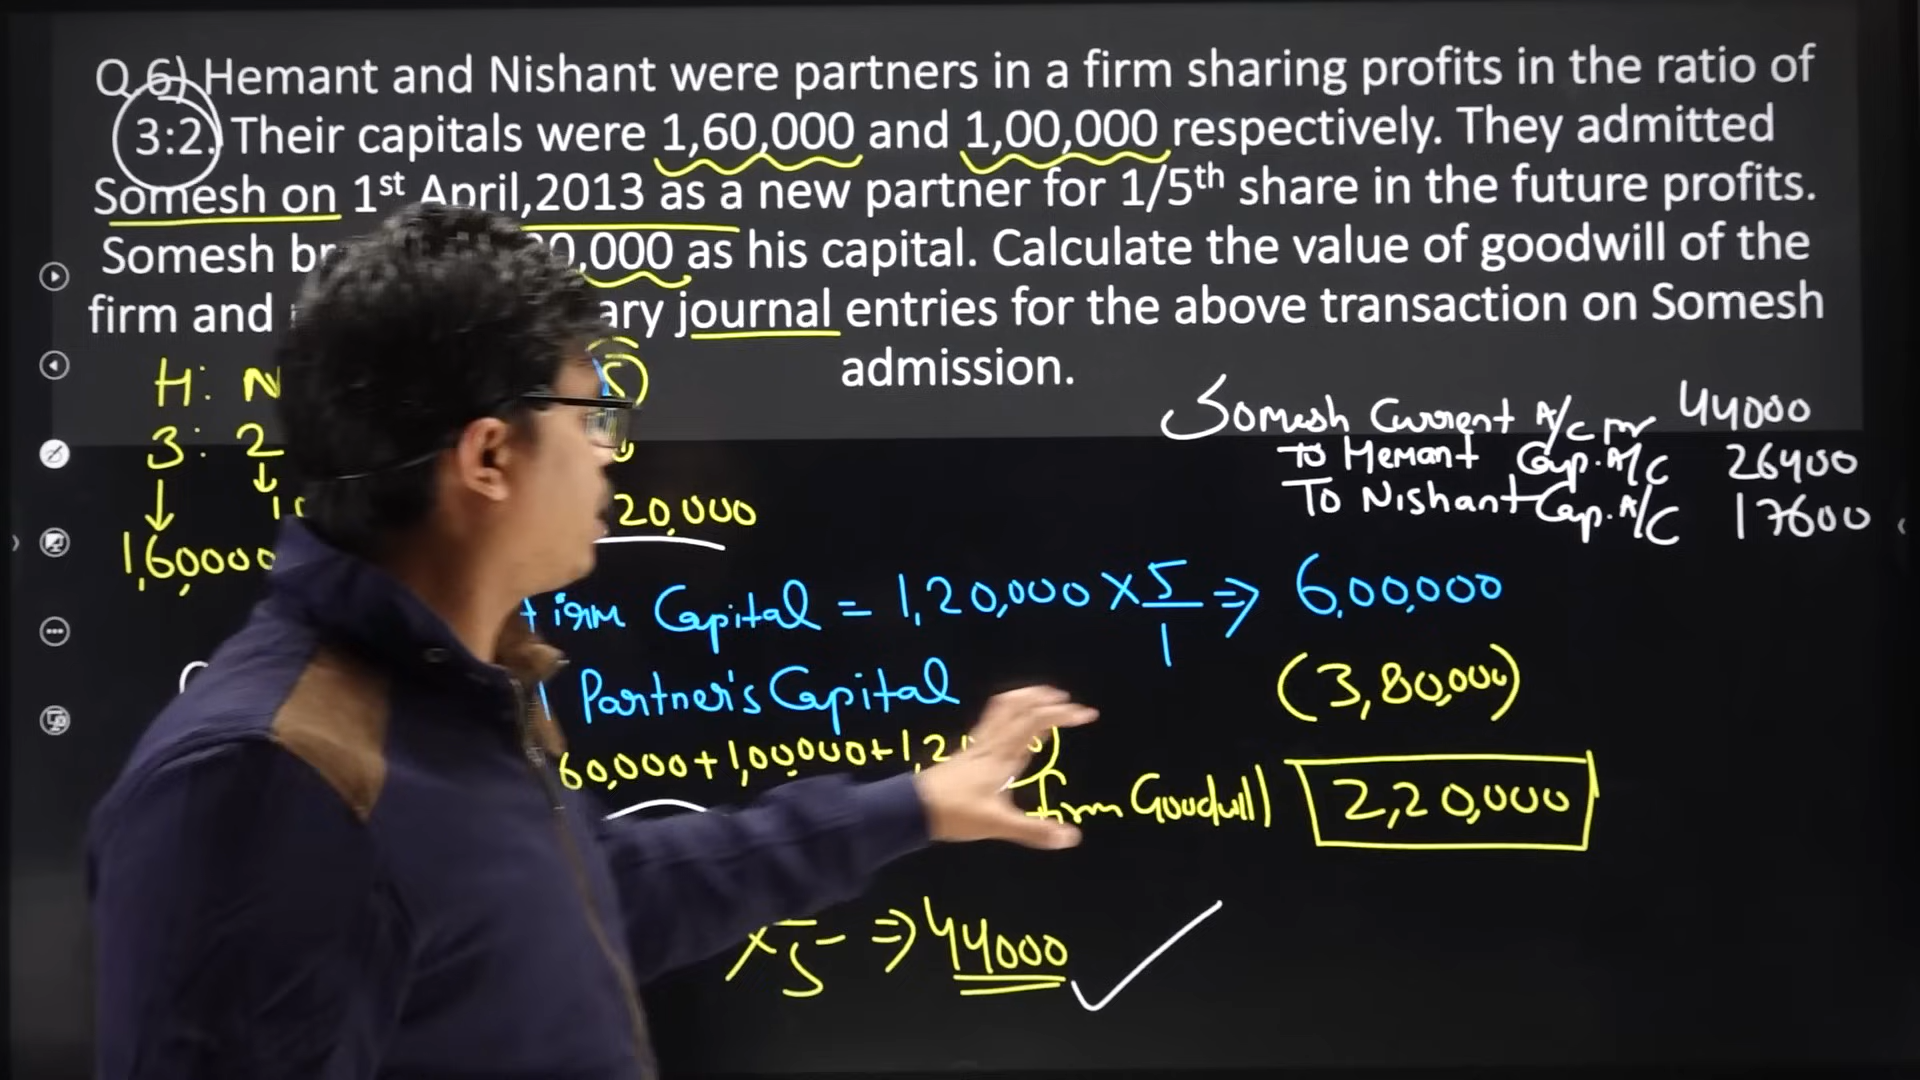 Q.6) Hemant and Nishant were partners in a firm sharing profits in the ratio of
3:2. Their capitals were 1,60,000 and 1,00,000 respectively. They admitted
Somesh on 1st April,2013 as a new partner for 1/5th share in the future profits.
Somesh 0,000 as his capital. Calculate the value of goodwill of the
firm and journal entries for the above transaction on Somesh
admission.
H: N
3: 2
1,60,000
20,000
Somesh Current A/C Dr 44000
To Hemant Cap. A/C 26400
To Nishant Cap. A/C 17600
Firm Capital = 1,20,000 × 5/1 ⇒ 6,00,000
Partner's Capital (3,80,000)
60,000+1,00,000+1,2
firm Goodwill 2,20,000
×5 ⇒ 44000